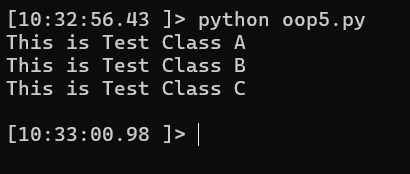 [10:32:56.43 ]> python oop5.py
This is Test Class A
This is Test Class B
This is Test Class C
[10:33:00.98 ]>